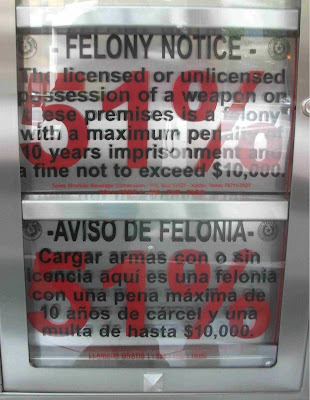 - FELONY NOTICE -
The licensed or unlicensed
possession of a weapon on
these premises is a felony
with a maximum penalty of
10 years imprisonment and
a fine not to exceed $10,000.
51%
-AVISO DE FELONIA-
Cargar armas con o sin
licencia aquí es una felonia
con una pena máxima de
10 años de cárcel y una
multa de hasta $10,000.
51%